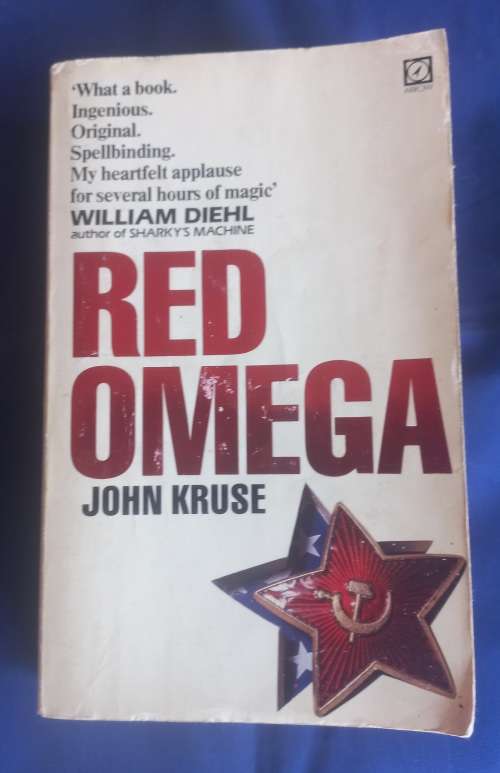 'What a book.
Ingenious.
Original.
Spellbinding.
My heartfelt applause
for several hours of magic'
WILLIAM DIEHL
author of SHARKY'S MACHINE
ARROW
RED
OMEGA
JOHN KRUSE